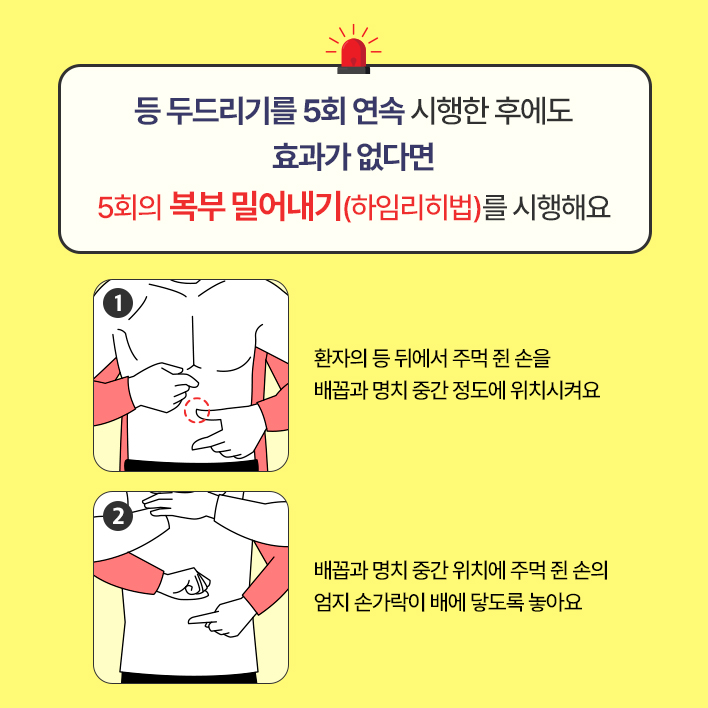 등 두드리기를 5회 연속 시행한 후에도
효과가 없다면
5회의 복부 밀어내기(하임리히법)를 시행해요
1
환자의 등 뒤에서 주먹 쥔 손을
배꼽과 명치 중간 정도에 위치시켜요
2
배꼽과 명치 중간 위치에 주먹 쥔 손의
엄지 손가락이 배에 닿도록 놓아요